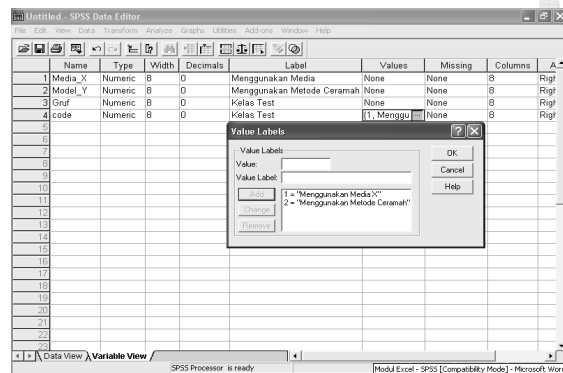 Untitled - SPSS Data Editor
File Edit View Data Transform Analyze Graphs Utilities Add-ons Window Help
Name Type Width Decimals Label Values Missing Columns A
1 Media_X Numeric 8 0 Menggunakan Media None None 8 Righ
2 Model_Y Numeric 8 0 Menggunakan Metode Ceramah None None 8 Righ
3 Gruf Numeric 8 0 Kelas Test None None 8 Righ
4 code Numeric 8 0 Kelas Test {1, Menggu ... None 8 Righ
5
6
7
8
9
10
11
12
13
14
15
16
17
18
19
20
21
22
23
Value Labels
Value Labels
Value:
Value Label:
Add
Change
Remove
1 = "Menggunakan Media X"
2 = "Menggunakan Metode Ceramah"
OK
Cancel
Help
Data View Variable View
SPSS Processor is ready
Modul Excel - SPSS [Compatibility Mode] - Microsoft Word